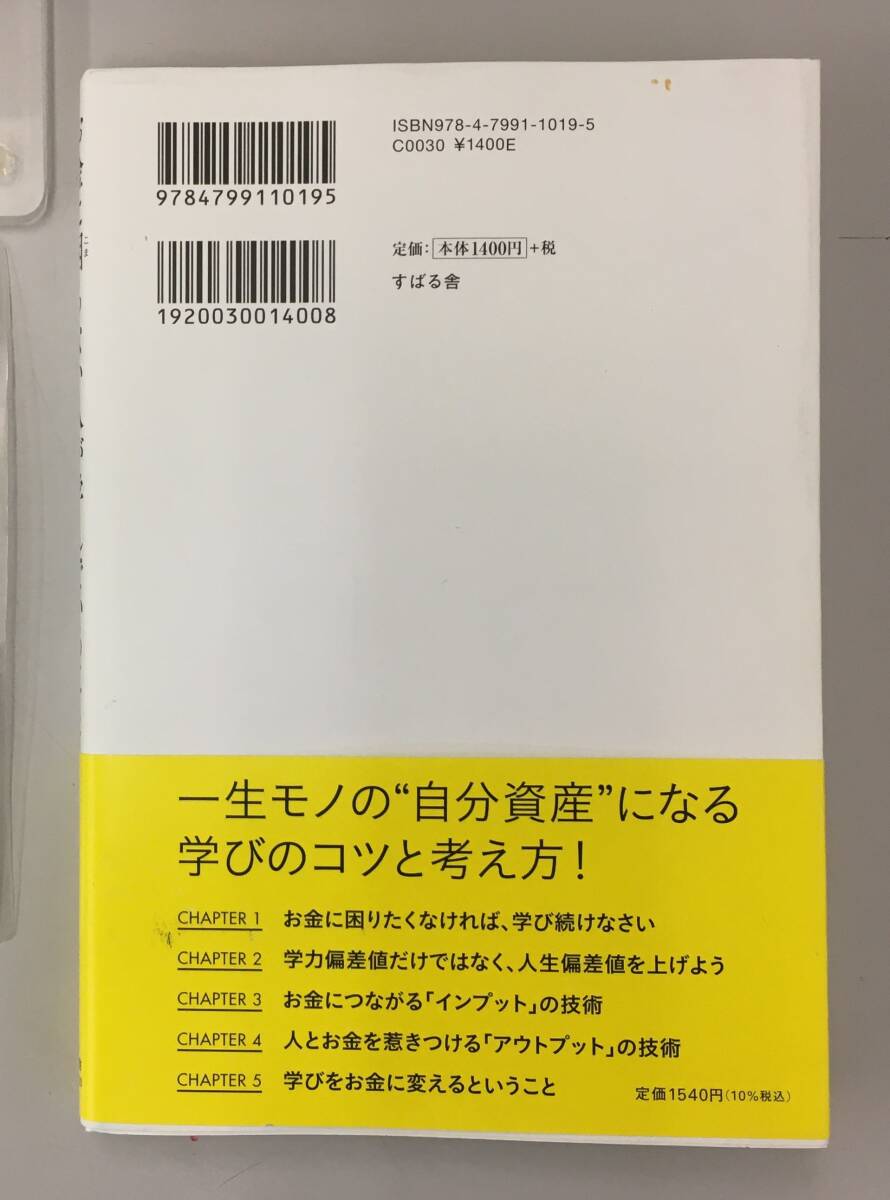 9784799110195
ISBN978-4-7991-1019-5
C0030 ¥1400E
1920030014008
定価：本体1400円+税
すばる舎
一生モノの“自分資産”になる
学びのコツと考え方！
CHAPTER 1 お金に困りたくなければ、学び続けなさい
CHAPTER 2 学力偏差値だけではなく、人生偏差値を上げよう
CHAPTER 3 お金につながる「インプット」の技術
CHAPTER 4 人とお金を惹きつける「アウトプット」の技術
CHAPTER 5 学びをお金に変えるということ
定価1540円（10％税込）